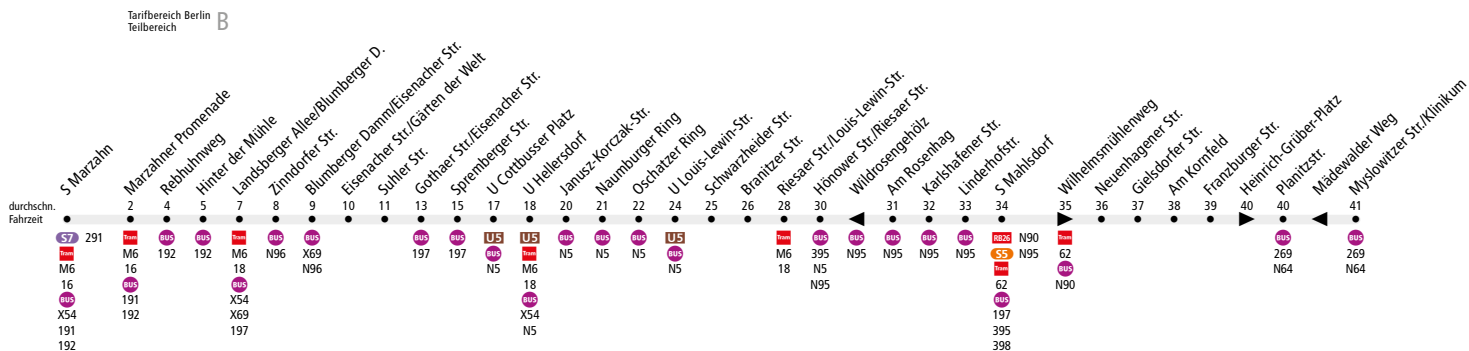 Tarifbereich Berlin
Teilbereich
B
S Marzahn
Marzahner Promenade
Rebhuhnweg
Hinter der Mühle
Landsberger Allee/Blumberger D.
Zinndorfer Str.
Blumberger Damm/Eisenacher Str.
Eisenacher Str./Gärten der Welt
Suhler Str.
Gothaer Str./Eisenacher Str.
Spremberger Str.
U Cottbusser Platz
U Hellersdorf
Janusz-Korczak-Str.
Naumburger Ring
Oschatzer Ring
U Louis-Lewin-Str.
Schwarzheider Str.
Branitzer Str.
Riesaer Str./Louis-Lewin-Str.
Hönower Str./Riesaer Str.
Wildrosengehölz
Am Rosenhag
Karlshafener Str.
Linderhofstr.
S Mahlsdorf
Wilhelmsmühlenweg
Neuenhagener Str.
Gielsdorfer Str.
Am Kornfeld
Franzburger Str.
Heinrich-Grüber-Platz
Planitzstr.
Mädewalder Weg
Myslowitzer Str./Klinikum
durchschn.
Fahrzeit
2 4 5 7 8 9 10 11 13 15 17 18 20 21 22 24 25 26 28 30 31 32 33 34 35 36 37 38 39 40 40 41
S7 291
Tram
M6
16
BUS
X54
191
192
Tram
M6
16
BUS
191
192
BUS
192
BUS
192
Tram
M6
18
BUS
X54
X69
197
BUS
N96
BUS
X69
N96
BUS
197
BUS
197
U5
BUS
N5
U5
Tram
M6
18
BUS
X54
N5
BUS
N5
BUS
N5
BUS
N5
U5
BUS
N5
Tram
M6
18
BUS
395
N5
N95
BUS
N95
BUS
N95
BUS
N95
BUS
N95
RB26 N90
S5 N95
Tram
62
BUS
197
395
398
Tram
62
BUS
N90
BUS
269
N64
BUS
269
N64